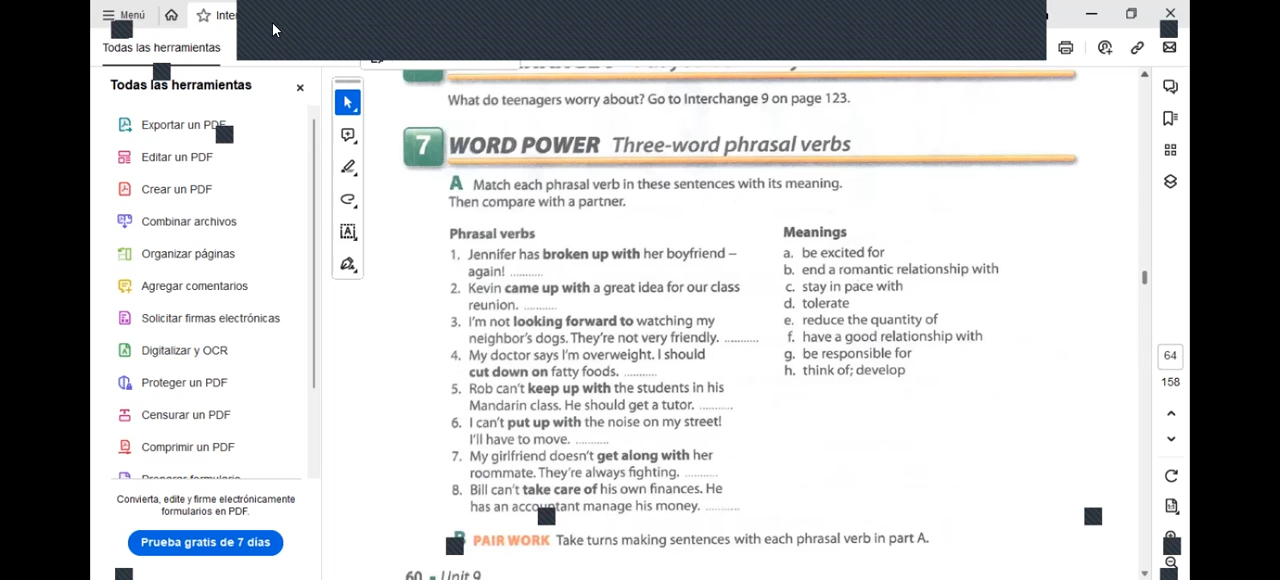 Menú
Todas las herramientas
Todas las herramientas
Exportar un PDF
Editar un PDF
Crear un PDF
Combinar archivos
Organizar páginas
Agregar comentarios
Solicitar firmas electrónicas
Digitalizar y OCR
Proteger un PDF
Censurar un PDF
Comprimir un PDF
Convierta, edite y firme electrónicamente
formularios en PDF.
Prueba gratis de 7 días
What do teenagers worry about? Go to Interchange 9 on page 123.
7 WORD POWER Three-word phrasal verbs
A Match each phrasal verb in these sentences with its meaning.
Then compare with a partner.
Phrasal verbs
1. Jennifer has broken up with her boyfriend –
again! ..........
2. Kevin came up with a great idea for our class
reunion. ..........
3. I'm not looking forward to watching my
neighbor's dogs. They're not very friendly. ..........
4. My doctor says I'm overweight. I should
cut down on fatty foods. ..........
5. Rob can't keep up with the students in his
Mandarin class. He should get a tutor. ..........
6. I can't put up with the noise on my street!
I'll have to move. ..........
7. My girlfriend doesn't get along with her
roommate. They're always fighting. ..........
8. Bill can't take care of his own finances. He
has an accountant manage his money. ..........
Meanings
a. be excited for
b. end a romantic relationship with
c. stay in pace with
d. tolerate
e. reduce the quantity of
f. have a good relationship with
g. be responsible for
h. think of; develop
PAIR WORK Take turns making sentences with each phrasal verb in part A.
60 ▪ Unit 9
64
158